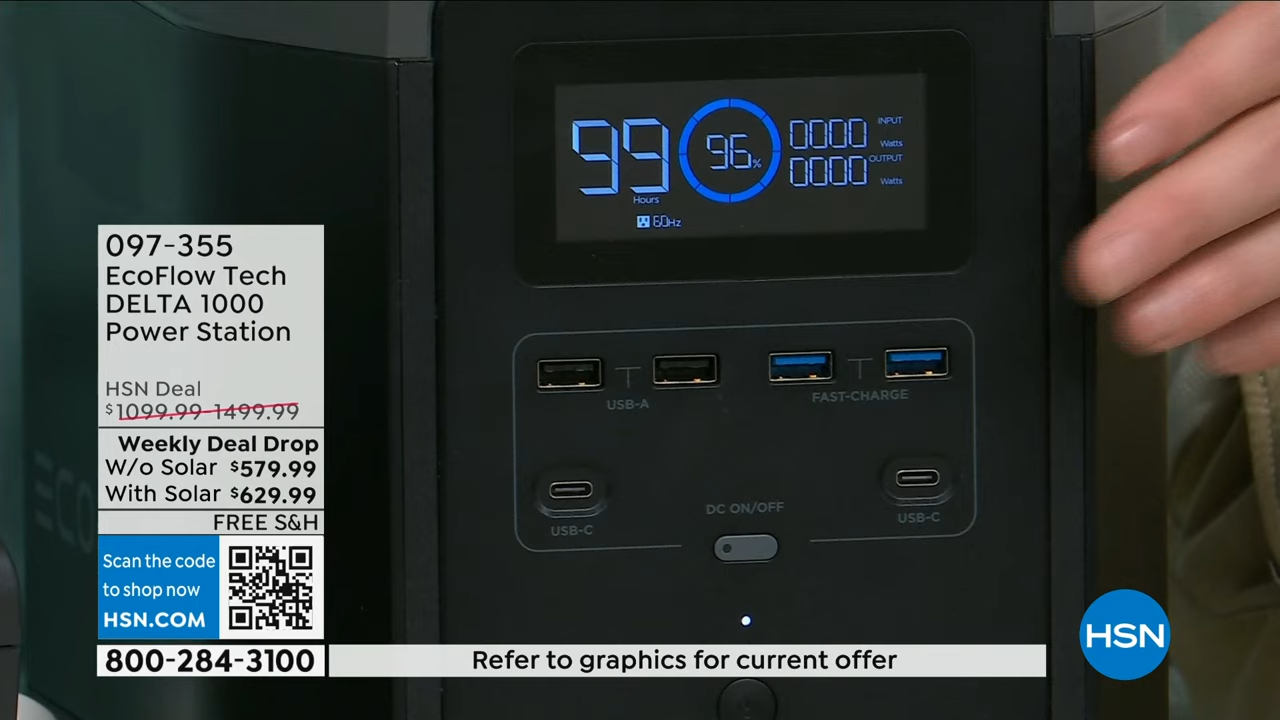 99
Hours
96%
0000
INPUT
Watts
0000
OUTPUT
Watts
60Hz
USB-A
FAST-CHARGE
USB-C
DC ON/OFF
USB-C
ECO
097-355
EcoFlow Tech
DELTA 1000
Power Station
HSN Deal
$1099.99-1499.99
Weekly Deal Drop
W/o Solar $579.99
With Solar $629.99
FREE S&H
Scan the code
to shop now
HSN.COM
800-284-3100
Refer to graphics for current offer
HSN